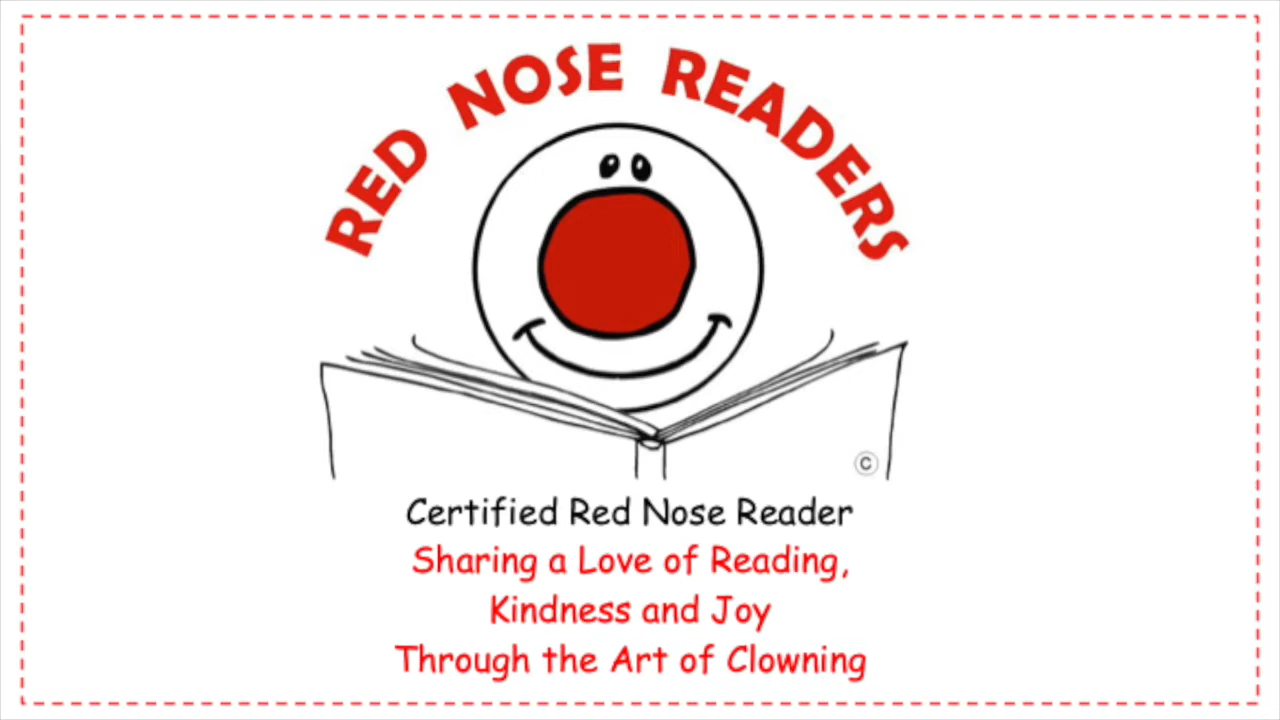 RED NOSE READERS
©
Certified Red Nose Reader
Sharing a Love of Reading,
Kindness and Joy
Through the Art of Clowning